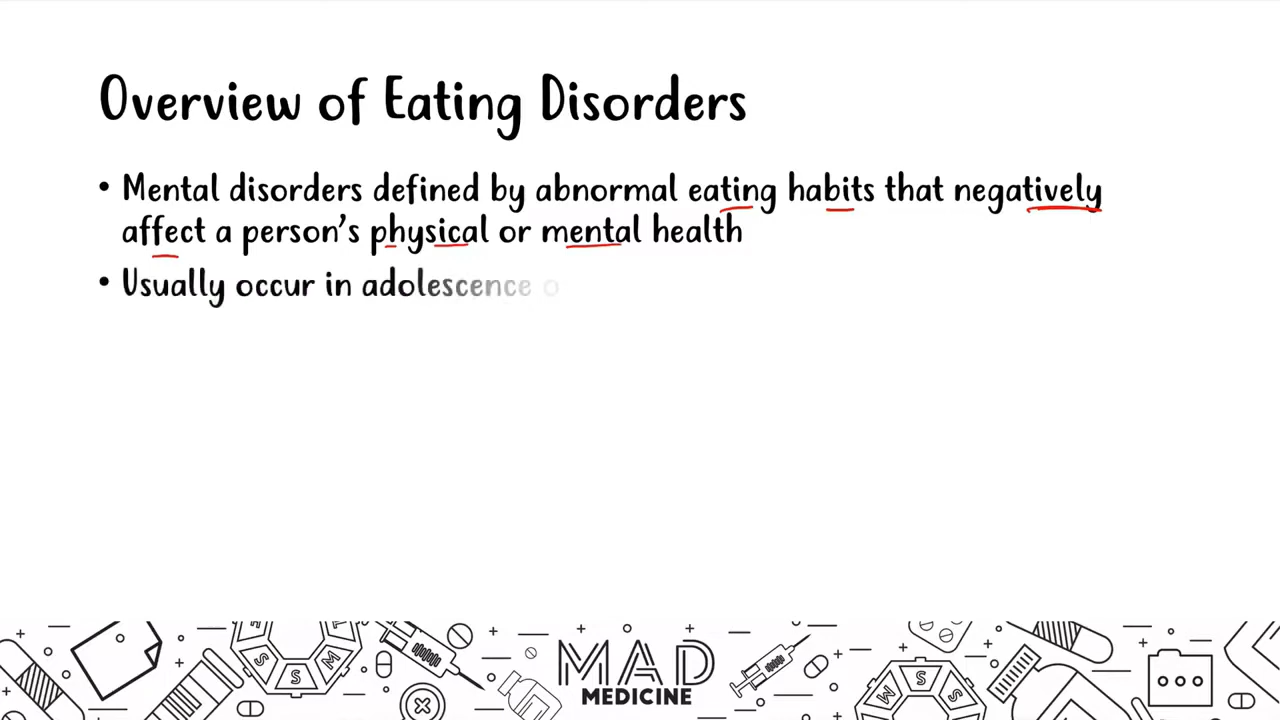 Overview of Eating Disorders
• Mental disorders defined by abnormal eating habits that negatively
affect a person's physical or mental health
• Usually occur in adolescence o
S S M
M S S
MAD
MEDICINE